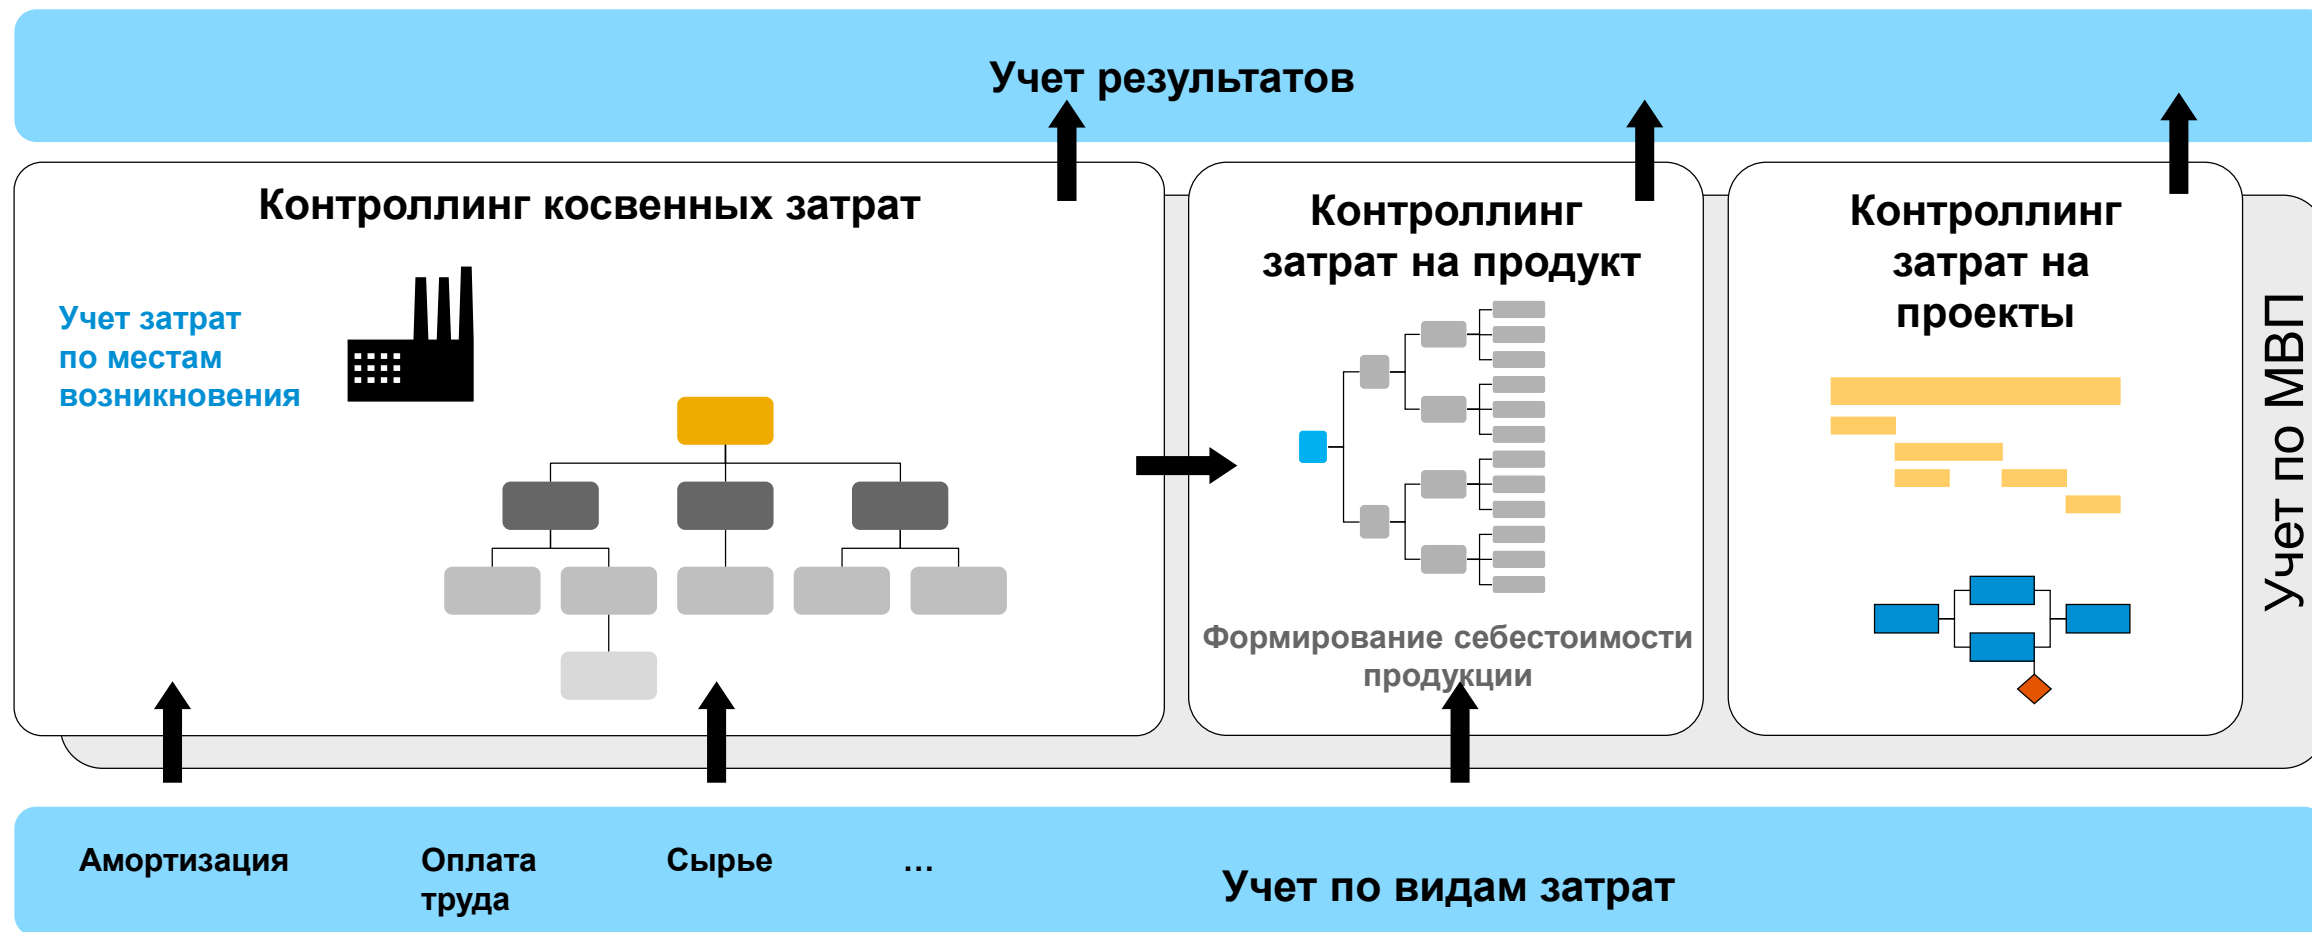 Учет результатов
Контроллинг косвенных затрат
Учет затрат
по местам
возникновения
Контроллинг
затрат на продукт
Формирование себестоимости
продукции
Контроллинг
затрат на
проекты
Учет по МВП
Амортизация
Оплата
труда
Сырье
…
Учет по видам затрат